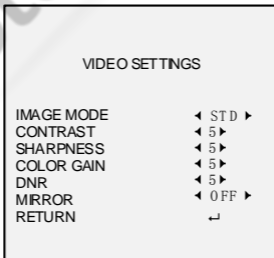 VIDEO SETTINGS
IMAGE MODE ◀ STD ▶
CONTRAST ◀ 5 ▶
SHARPNESS ◀ 5 ▶
COLOR GAIN ◀ 5 ▶
DNR ◀ 5 ▶
MIRROR ◀ OFF ▶
RETURN ↵